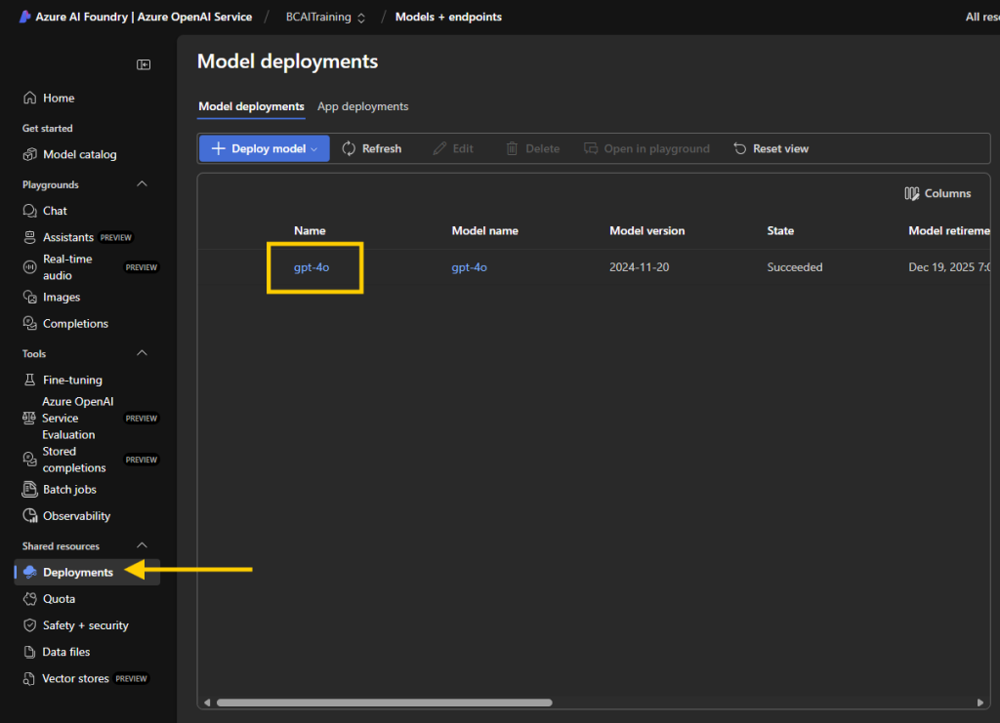 Azure AI Foundry | Azure OpenAI Service / BCAITraining / Models + endpoints
All
Home
Get started
Model catalog
Playgrounds
Chat
Assistants PREVIEW
Real-time
audio
PREVIEW
Images
Completions
Tools
Fine-tuning
Azure OpenAI
Service
Evaluation
PREVIEW
Stored
completions
PREVIEW
Batch jobs
Observability
Shared resources
Deployments
Quota
Safety + security
Data files
Vector stores PREVIEW
Model deployments
Model deployments App deployments
+ Deploy model Refresh Edit Delete Open in playground Reset view
Columns
Name Model name Model version State Model retireme
gpt-4o gpt-4o 2024-11-20 Succeeded Dec 19, 2025 7:0